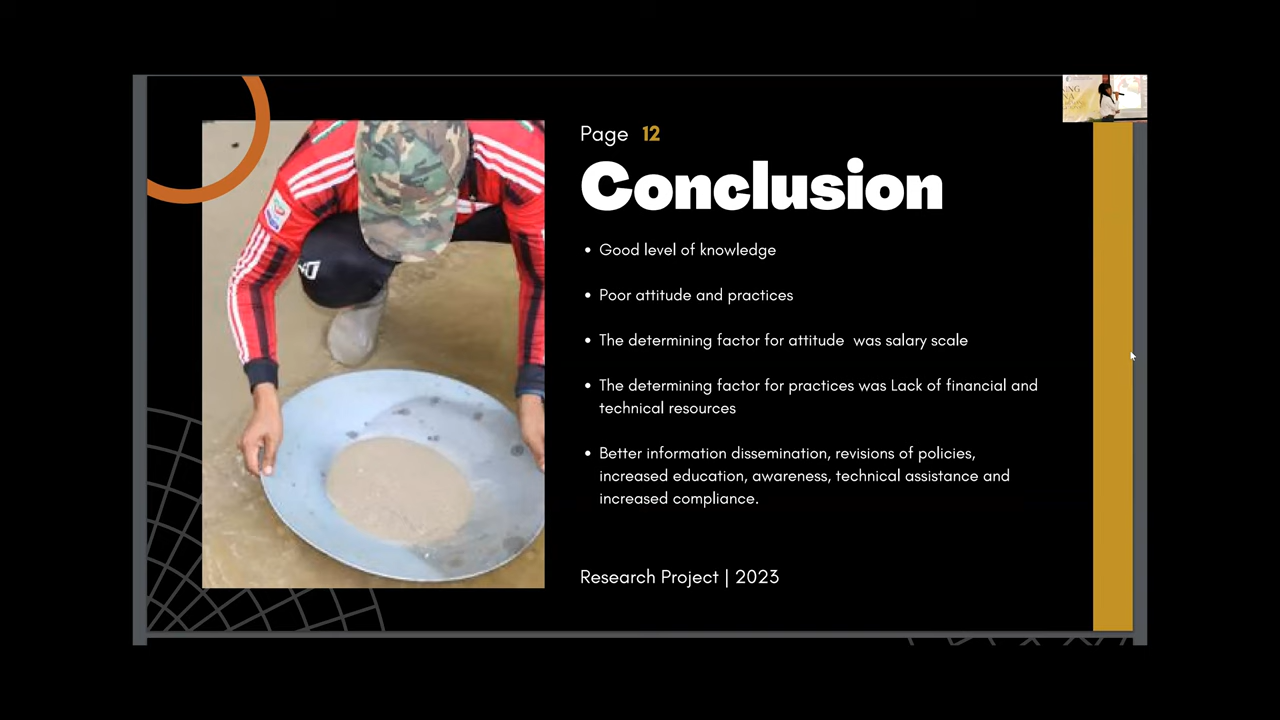 Page 12
Conclusion
• Good level of knowledge
• Poor attitude and practices
• The determining factor for attitude was salary scale
• The determining factor for practices was Lack of financial and
technical resources
• Better information dissemination, revisions of policies,
increased education, awareness, technical assistance and
increased compliance.
Research Project | 2023